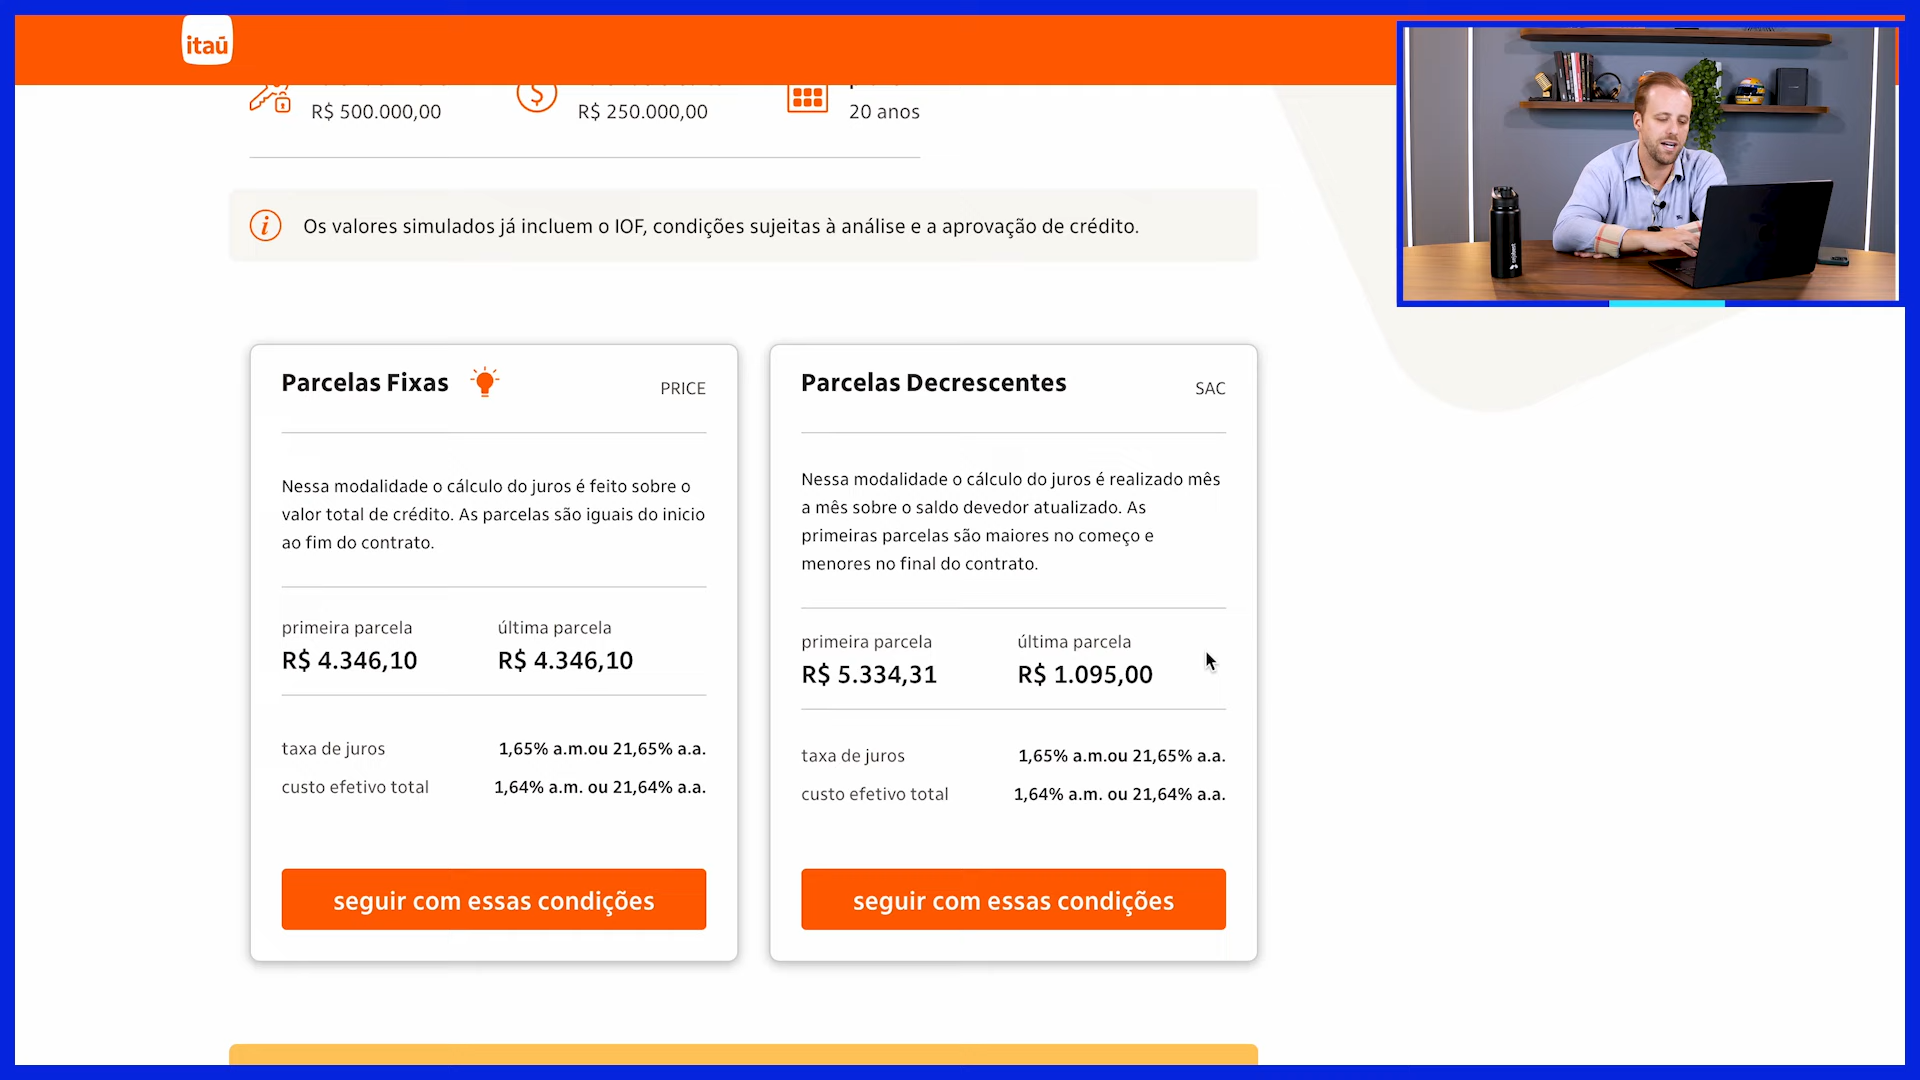 itaú
R$ 500.000,00
R$ 250.000,00
20 anos
Os valores simulados já incluem o IOF, condições sujeitas à análise e a aprovação de crédito.
Parcelas Fixas
PRICE
Nessa modalidade o cálculo do juros é feito sobre o
valor total de crédito. As parcelas são iguais do inicio
ao fim do contrato.
primeira parcela
última parcela
R$ 4.346,10
R$ 4.346,10
taxa de juros
1,65% a.m.ou 21,65% a.a.
custo efetivo total
1,64% a.m. ou 21,64% a.a.
seguir com essas condições
Parcelas Decrescentes
SAC
Nessa modalidade o cálculo do juros é realizado mês
a mês sobre o saldo devedor atualizado. As
primeiras parcelas são maiores no começo e
menores no final do contrato.
primeira parcela
última parcela
R$ 5.334,31
R$ 1.095,00
taxa de juros
1,65% a.m.ou 21,65% a.a.
custo efetivo total
1,64% a.m. ou 21,64% a.a.
seguir com essas condições